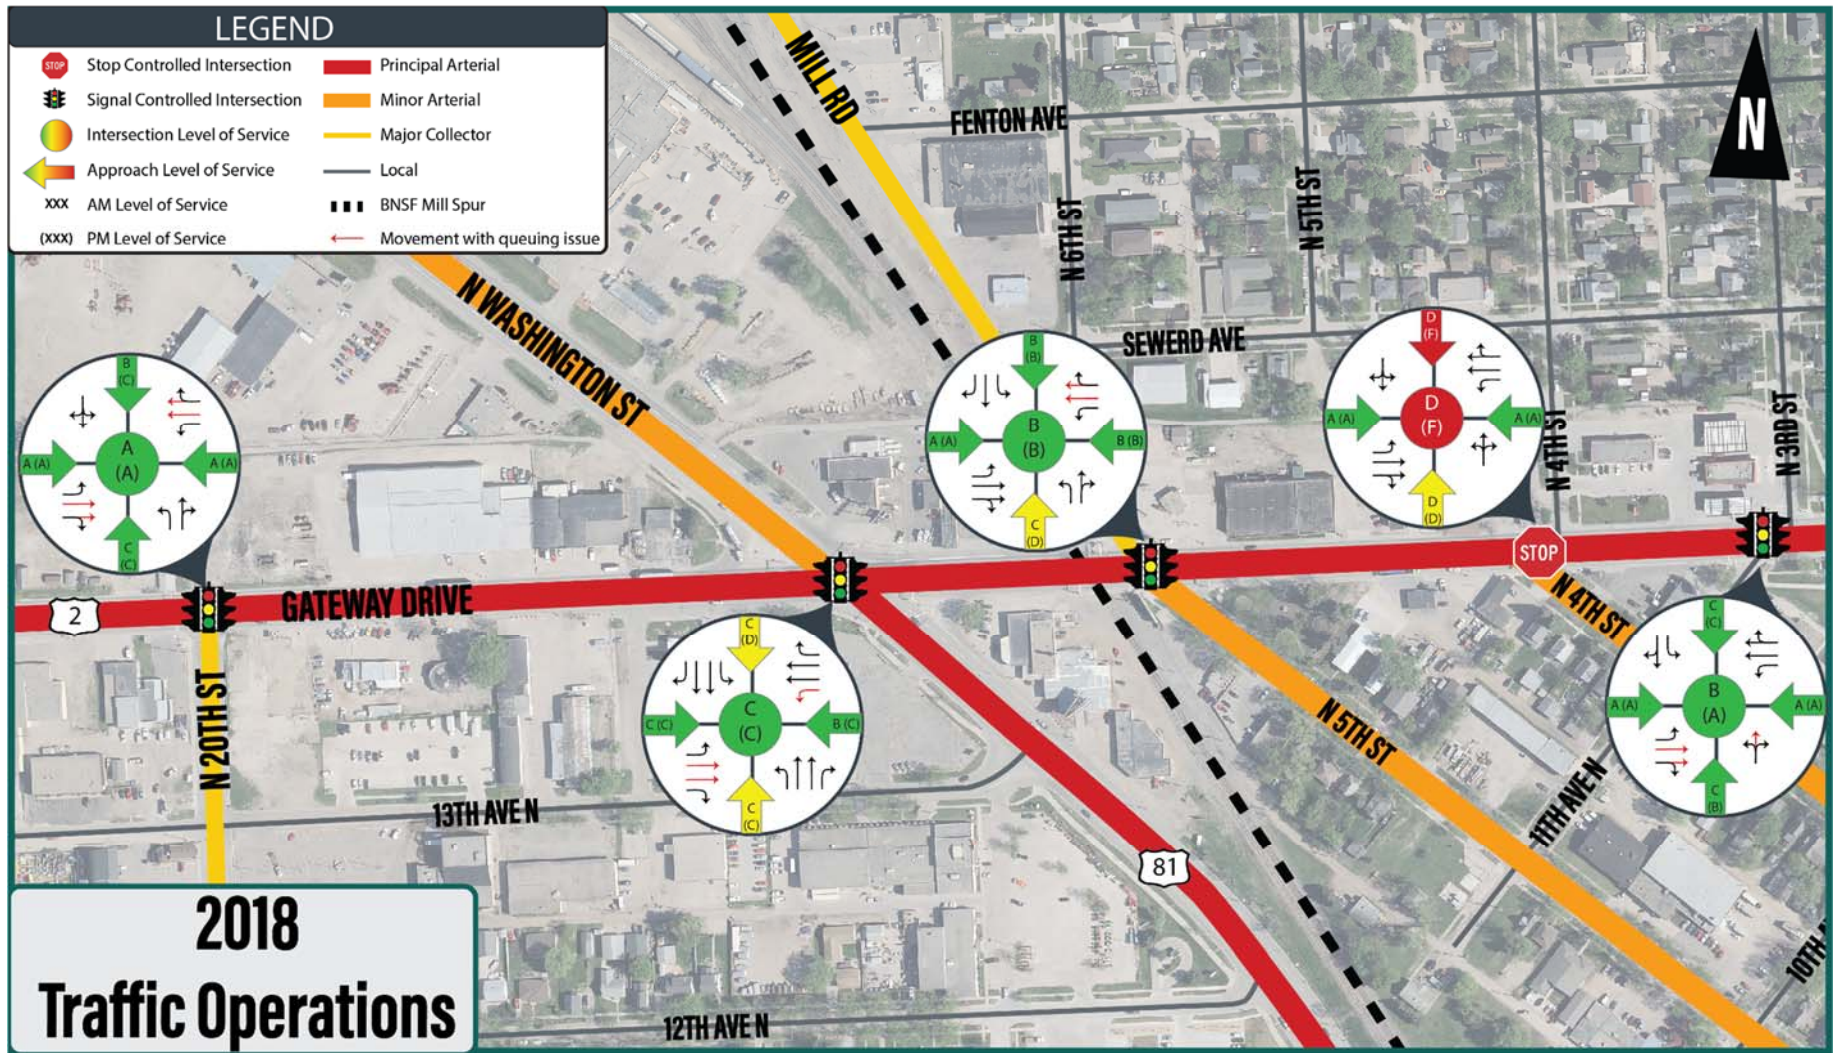 LEGEND
STOP Stop Controlled Intersection
Signal Controlled Intersection
Intersection Level of Service
Approach Level of Service
XXX AM Level of Service
(XXX) PM Level of Service
Principal Arterial
Minor Arterial
Major Collector
Local
BNSF Mill Spur
Movement with queuing issue
MILL RD
FENTON AVE
N 6TH ST
N 5TH ST
SEWERD AVE
N 4TH ST
N 3RD ST
N
N WASHINGTON ST
B
(C)
A (A)
A
(A)
A (A)
C
(C)
B
(B)
A (A)
B
(B)
B (B)
C
(D)
D
(F)
A (A)
D
(F)
A (A)
D
(D)
STOP
2
GATEWAY DRIVE
N 20TH ST
C
(D)
C (C)
C
(C)
B (C)
C
(C)
N 4TH ST
C
(C)
A (A)
B
(A)
A (A)
C
(B)
N 5TH ST
11TH AVE N
13TH AVE N
81
10TH A
12TH AVE N
2018
Traffic Operations